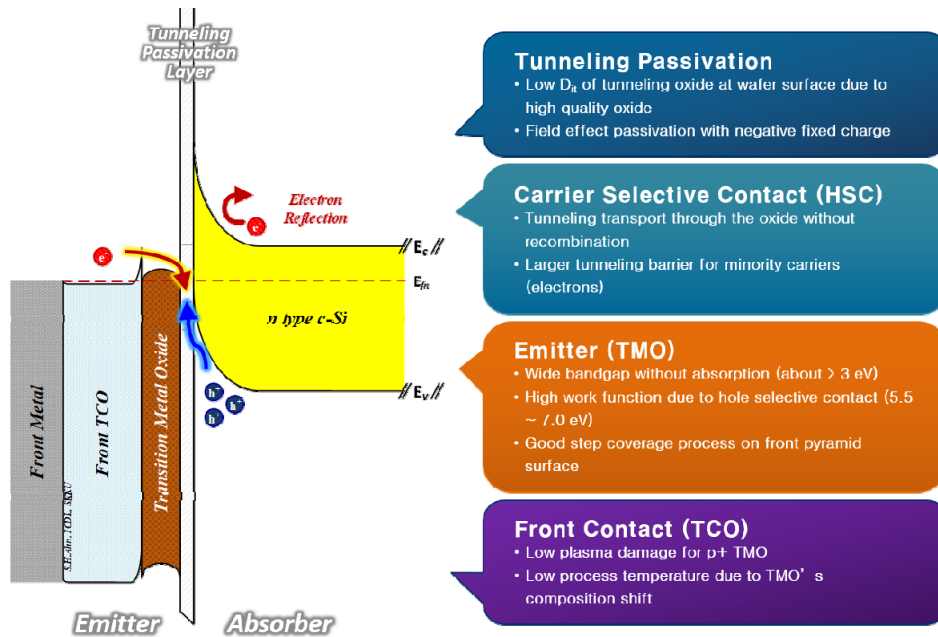 Tunneling
Passivation
Layer
Electron
Reflection
e-
e-
Ec
Efn
n type c-Si
Ev
h+
h+
h+
Front Metal
Front TCO
Transition Metal Oxide
Emitter
Absorber
Tunneling Passivation
• Low Dit of tunneling oxide at wafer surface due to
high quality oxide
• Field effect passivation with negative fixed charge
Carrier Selective Contact (HSC)
• Tunneling transport through the oxide without
recombination
• Larger tunneling barrier for minority carriers
(electrons)
Emitter (TMO)
• Wide bandgap without absorption (about > 3 eV)
• High work function due to hole selective contact (5.5
~ 7.0 eV)
• Good step coverage process on front pyramid
surface
Front Contact (TCO)
• Low plasma damage for p+ TMO
• Low process temperature due to TMO's
composition shift